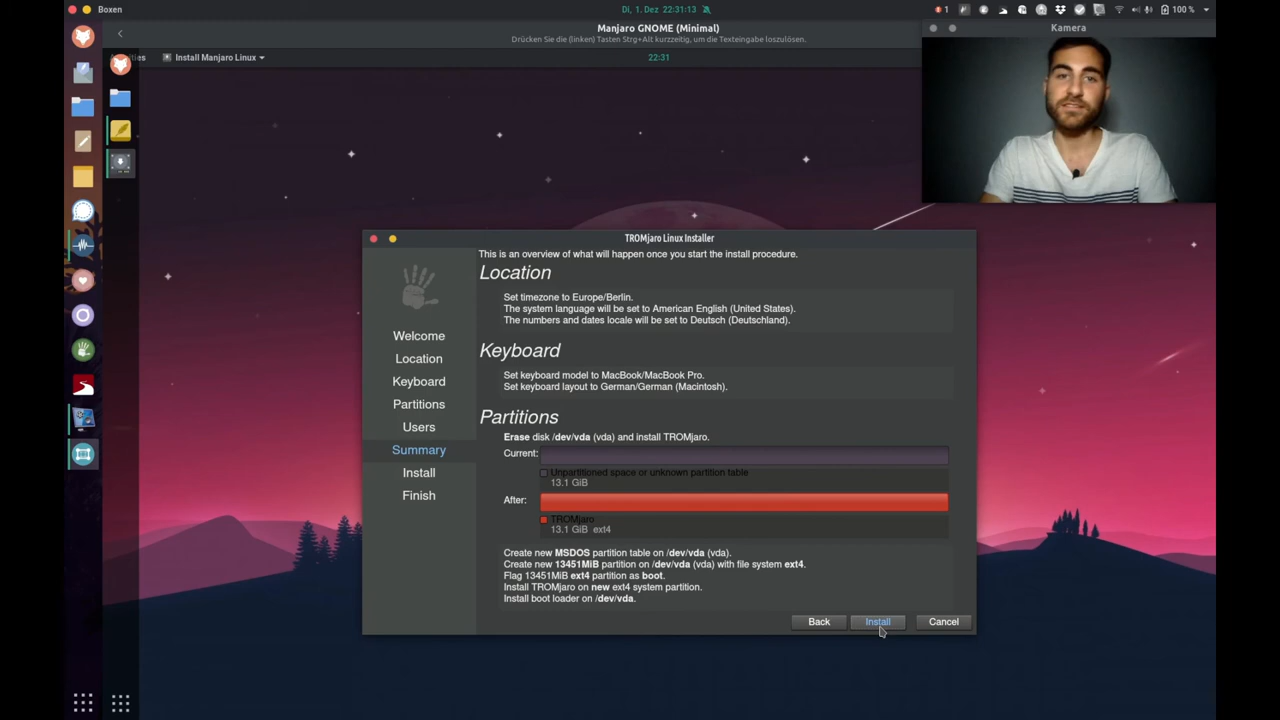 Boxen
Di, 1. Dez 22:31:13
1
100 %
Manjaro GNOME (Minimal)
Drücken Sie die (linken) Tasten Strg+Alt kurzzeitig, um die Texteingabe loszulösen.
Kamera
ties
Install Manjaro Linux
22:31
TROMjaro Linux Installer
This is an overview of what will happen once you start the install procedure.
Location
Set timezone to Europe/Berlin.
The system language will be set to American English (United States).
The numbers and dates locale will be set to Deutsch (Deutschland).
Keyboard
Set keyboard model to MacBook/MacBook Pro.
Set keyboard layout to German/German (Macintosh).
Partitions
Erase disk /dev/vda (vda) and install TROMjaro.
Current:
Unpartitioned space or unknown partition table
13.1 GiB
After:
TROMjaro
13.1 GiB ext4
Create new MSDOS partition table on /dev/vda (vda).
Create new 13451MiB partition on /dev/vda (vda) with file system ext4.
Flag 13451MiB ext4 partition as boot.
Install TROMjaro on new ext4 system partition.
Install boot loader on /dev/vda.
Welcome
Location
Keyboard
Partitions
Users
Summary
Install
Finish
Back
Install
Cancel